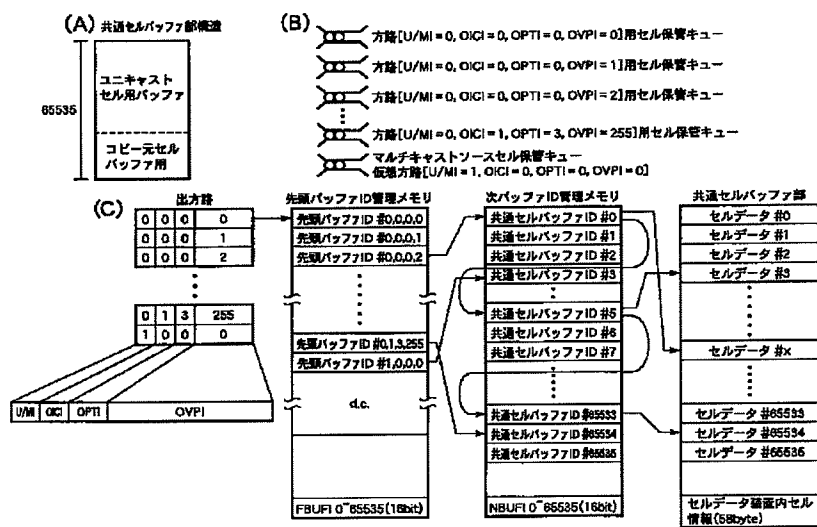 (A) 共通セルバッファ部構造
65535
ユニキャスト
セル用バッファ
コピー元セル
バッファ用
(B)
方路[U/MI=0, OICI=0, OPTI=0, OVPI=0]用セル保管キュー
方路[U/MI=0, OICI=0, OPTI=0, OVPI=1]用セル保管キュー
方路[U/MI=0, OICI=0, OPTI=0, OVPI=2]用セル保管キュー
方路[U/MI=0, OICI=1, OPTI=3, OVPI=255]用セル保管キュー
マルチキャストソースセル保管キュー
仮想方路[U/MI=1, OICI=0, OPTI=0, OVPI=0]
(C)
出方路
0 0 0 0
0 0 0 1
0 0 0 2
0 1 3 255
1 0 0 0
U/MI OICI OPTI OVPI
先頭バッファID管理メモリ
先頭バッファID #0,0,0,0
先頭バッファID #0,0,0,1
先頭バッファID #0,0,0,2
先頭バッファID #0,1,3,255
先頭バッファID #1,0,0,0
d.c.
FBUFI 0~65535(16bit)
次バッファID管理メモリ
共通セルバッファID #0
共通セルバッファID #1
共通セルバッファID #2
共通セルバッファID #3
共通セルバッファID #5
共通セルバッファID #6
共通セルバッファID #7
共通セルバッファID #65533
共通セルバッファID #65534
共通セルバッファID #65535
NBUFI 0~65535(16bit)
共通セルバッファ部
セルデータ #0
セルデータ #1
セルデータ #2
セルデータ #3
セルデータ #x
セルデータ #65533
セルデータ #65534
セルデータ #65535
セルデータ装置内セル
情報(58byte)